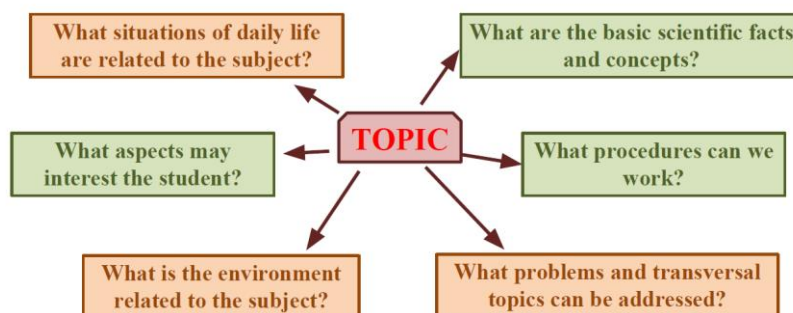 What situations of daily life
are related to the subject?
What are the basic scientific facts
and concepts?
TOPIC
What aspects may
interest the student?
What procedures can we
work?
What is the environment
related to the subject?
What problems and transversal
topics can be addressed?